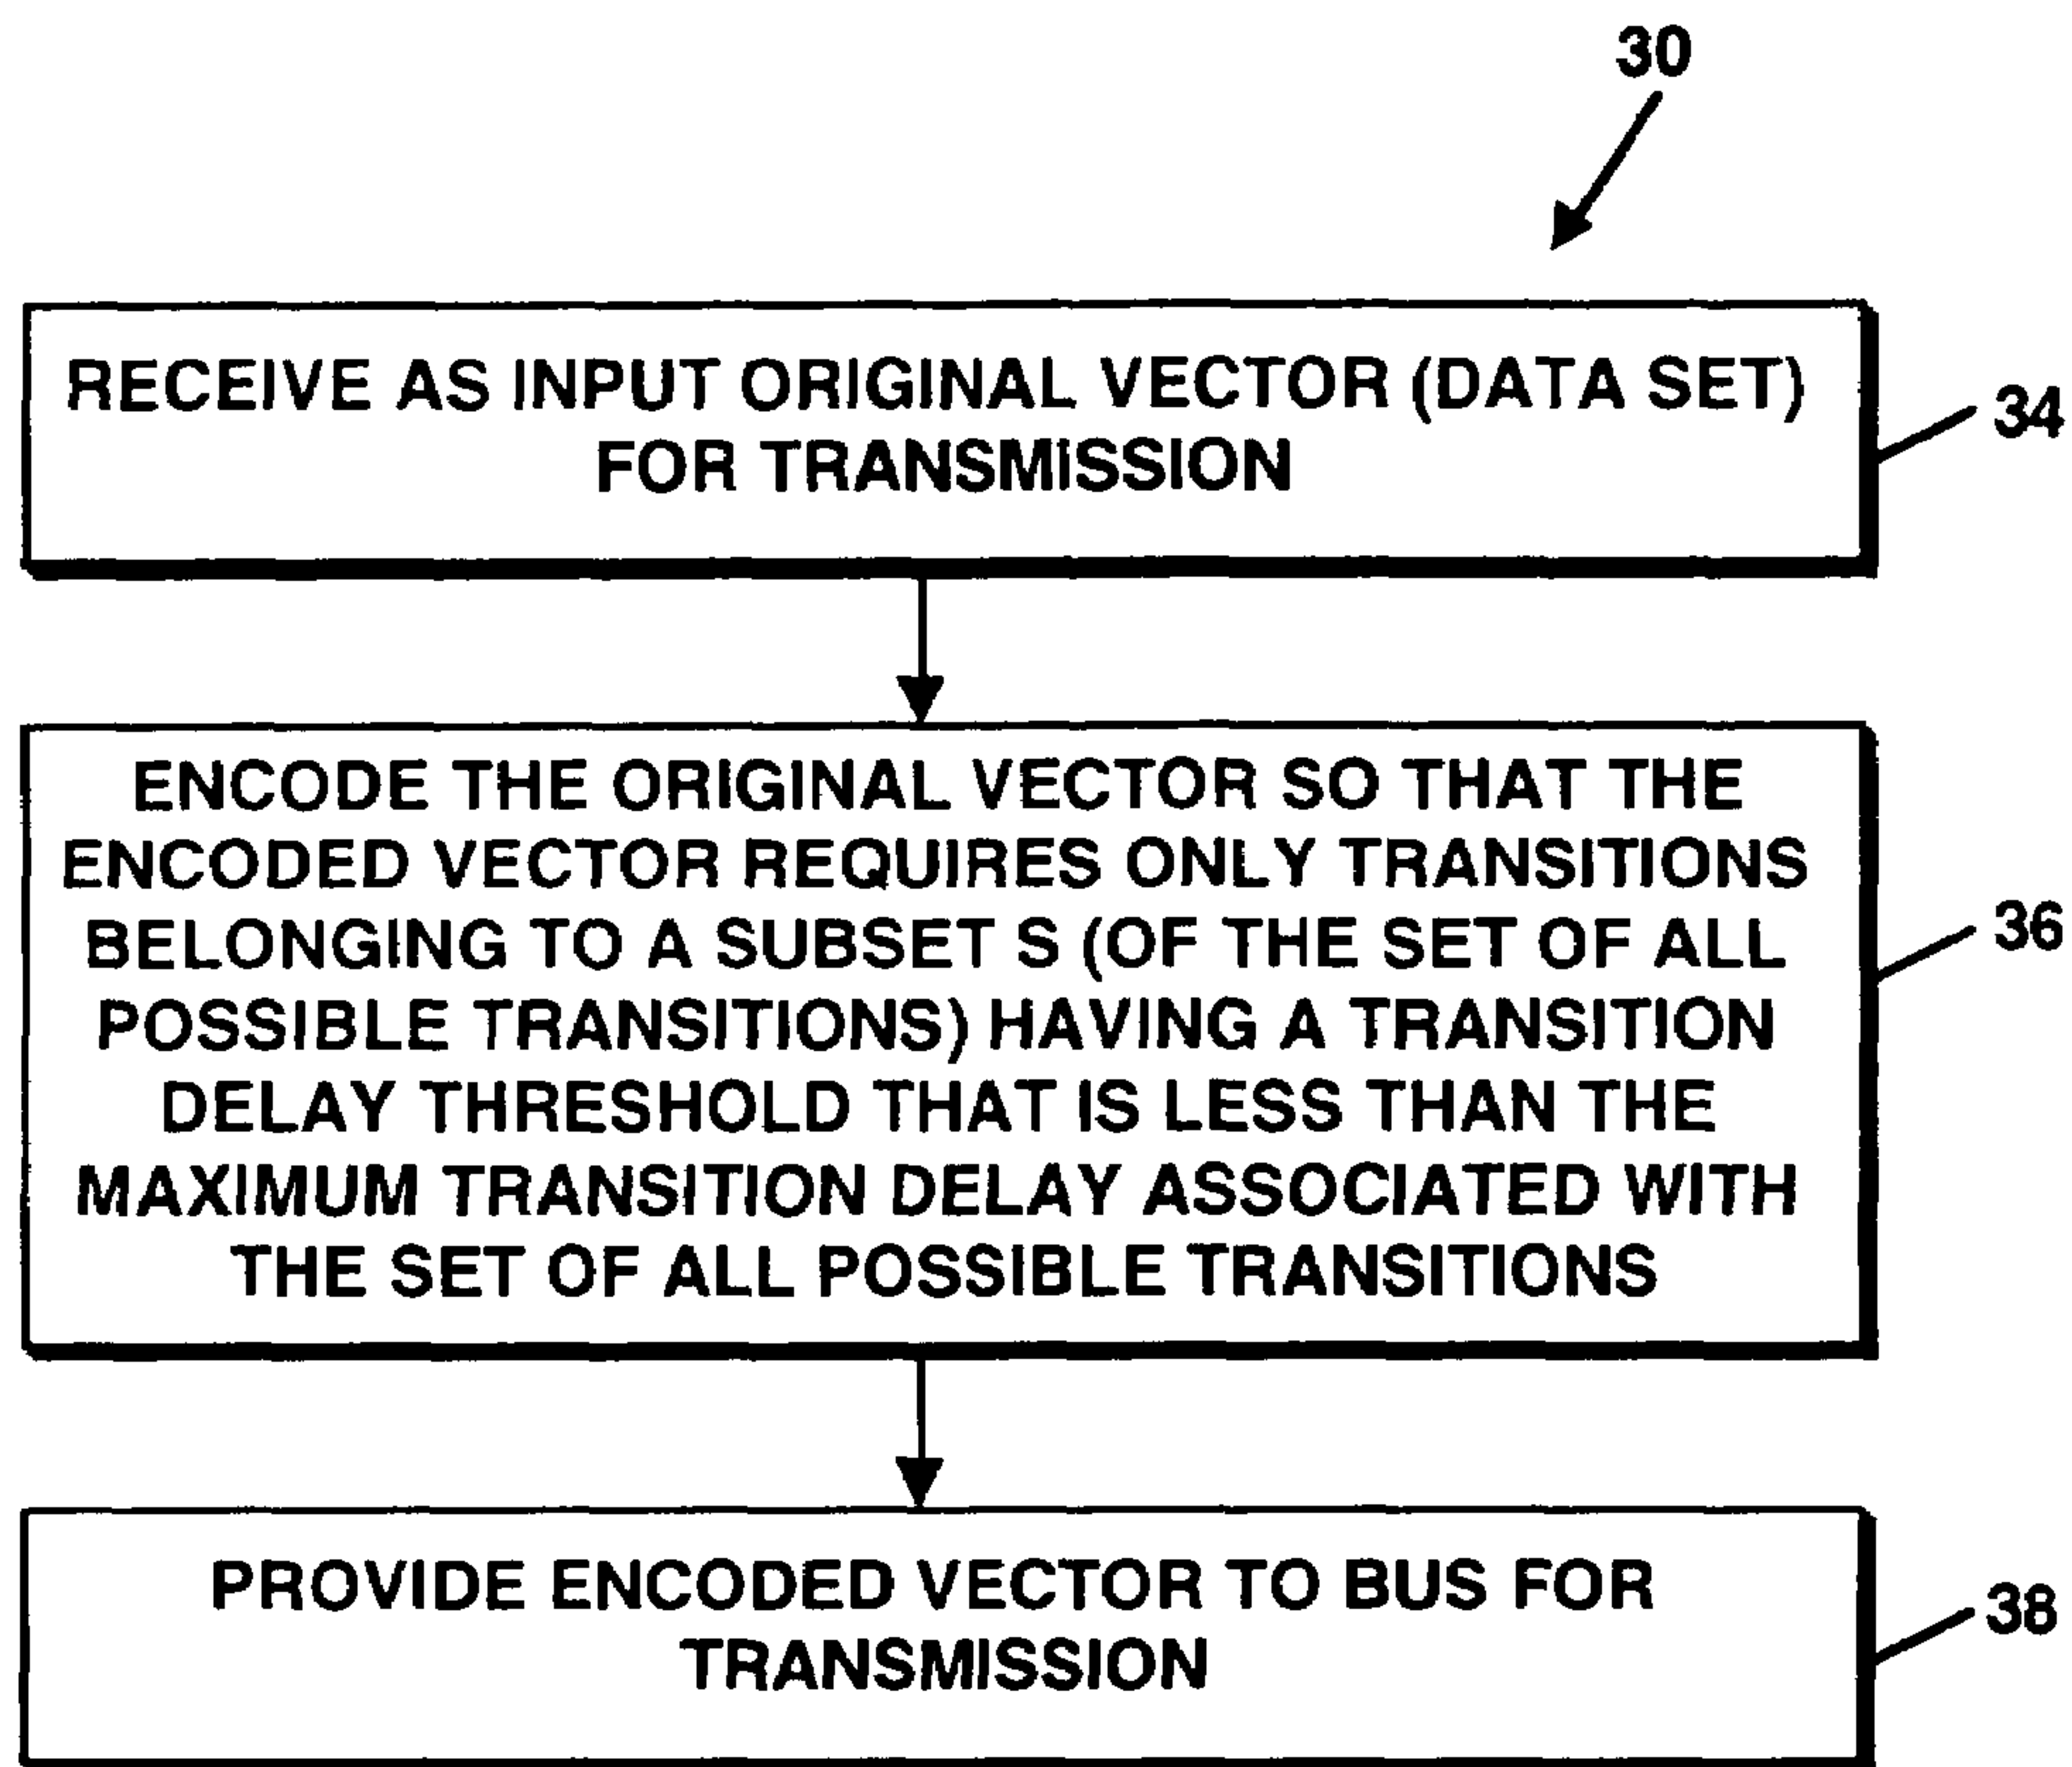 30
RECEIVE AS INPUT ORIGINAL VECTOR (DATA SET)
FOR TRANSMISSION
34
ENCODE THE ORIGINAL VECTOR SO THAT THE
ENCODED VECTOR REQUIRES ONLY TRANSITIONS
BELONGING TO A SUBSET S (OF THE SET OF ALL
POSSIBLE TRANSITIONS) HAVING A TRANSITION
DELAY THRESHOLD THAT IS LESS THAN THE
MAXIMUM TRANSITION DELAY ASSOCIATED WITH
THE SET OF ALL POSSIBLE TRANSITIONS
36
PROVIDE ENCODED VECTOR TO BUS FOR
TRANSMISSION
38